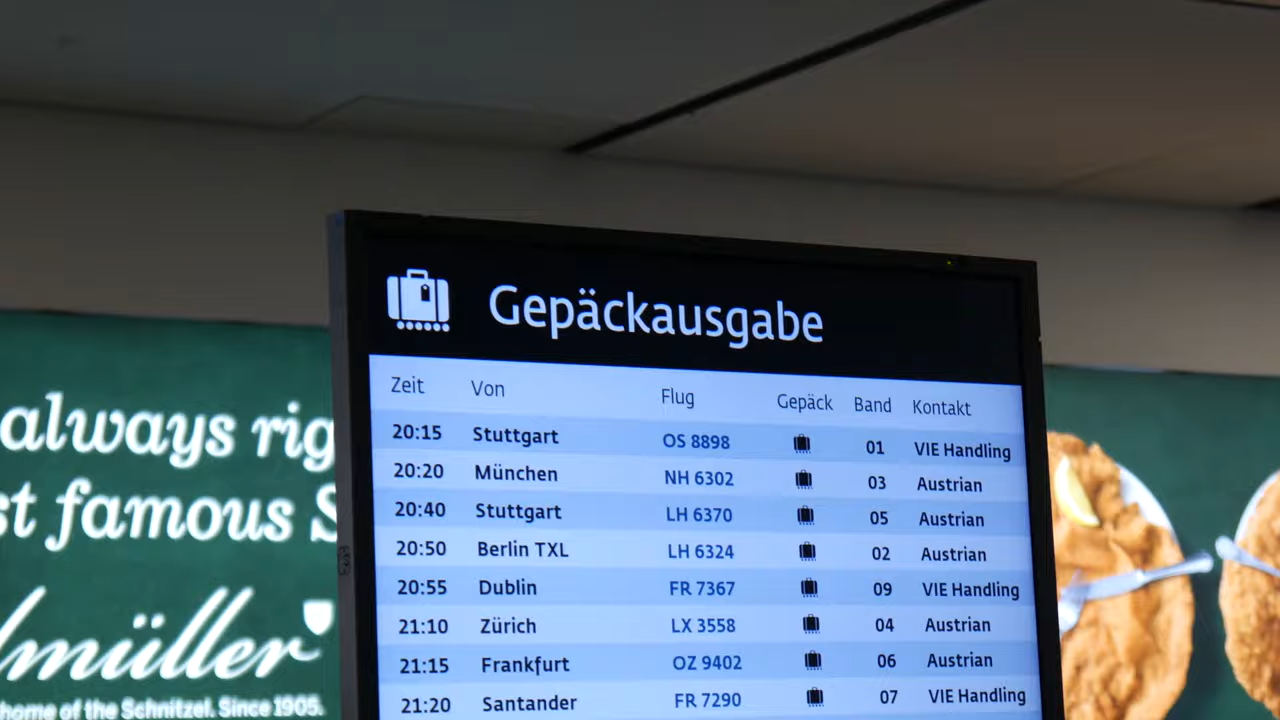 Gepäckausgabe
Zeit Von Flug Gepäck Band Kontakt
20:15 Stuttgart OS 8898 01 VIE Handling
20:20 München NH 6302 03 Austrian
20:40 Stuttgart LH 6370 05 Austrian
20:50 Berlin TXL LH 6324 02 Austrian
20:55 Dublin FR 7367 09 VIE Handling
21:10 Zürich LX 3558 04 Austrian
21:15 Frankfurt OZ 9402 06 Austrian
21:20 Santander FR 7290 07 VIE Handling
always rig
st famous S
lmüller
home of the Schnitzel. Since 1905.